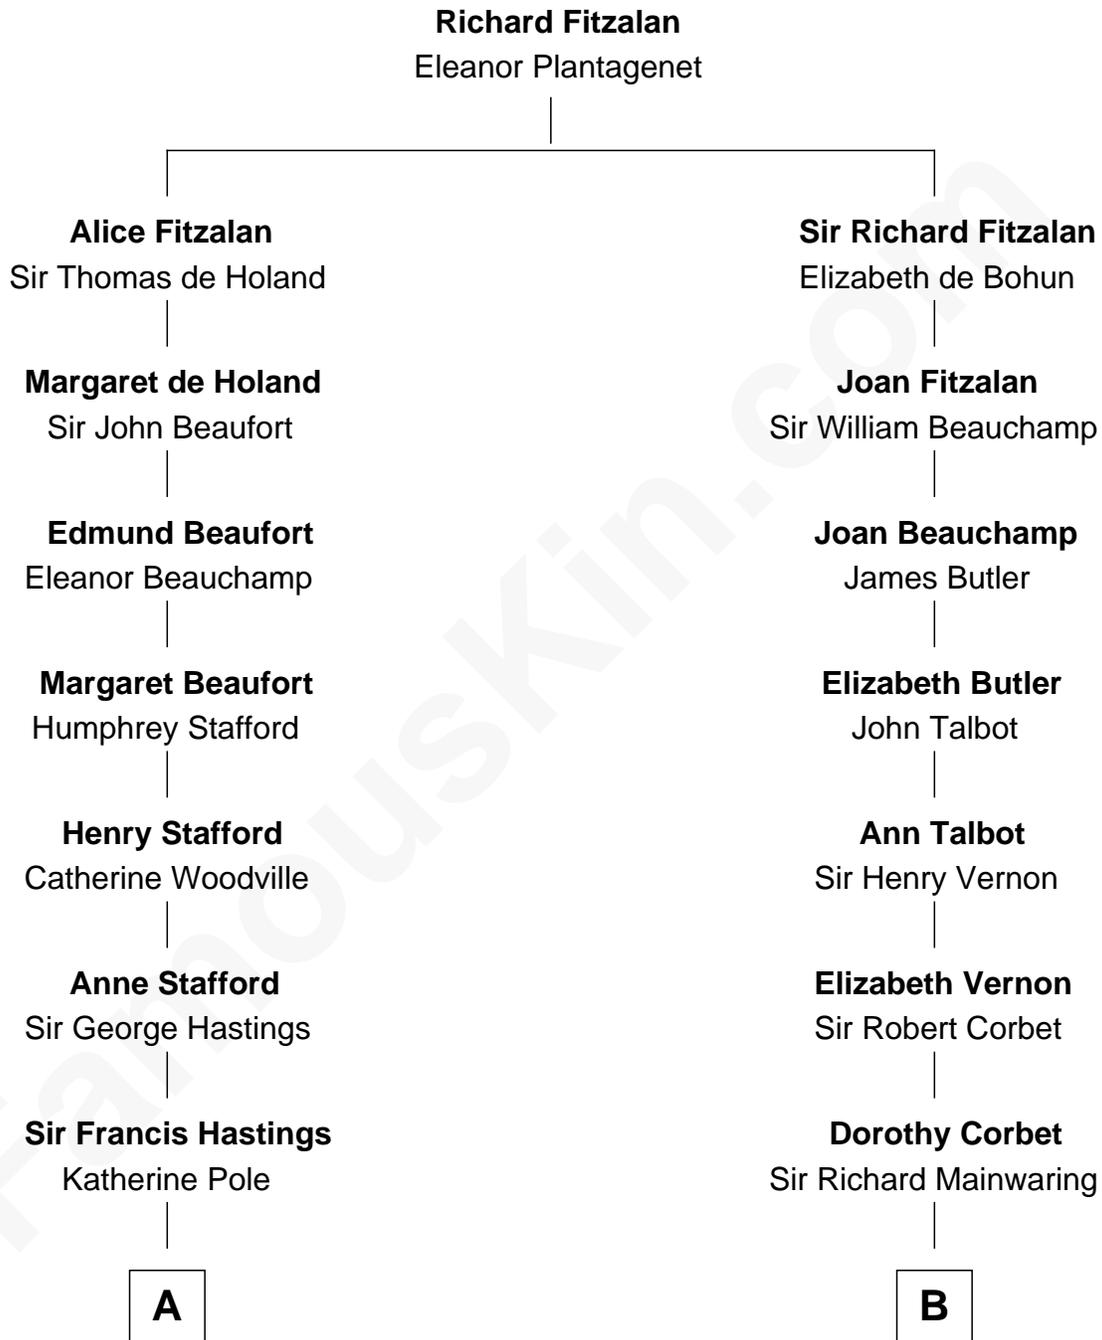 Richard Fitzalan
Eleanor Plantagenet
Alice Fitzalan
Sir Thomas de Holand
Margaret de Holand
Sir John Beaufort
Edmund Beaufort
Eleanor Beauchamp
Margaret Beaufort
Humphrey Stafford
Henry Stafford
Catherine Woodville
Anne Stafford
Sir George Hastings
Sir Francis Hastings
Katherine Pole
A
Sir Richard Fitzalan
Elizabeth de Bohun
Joan Fitzalan
Sir William Beauchamp
Joan Beauchamp
James Butler
Elizabeth Butler
John Talbot
Ann Talbot
Sir Henry Vernon
Elizabeth Vernon
Sir Robert Corbet
Dorothy Corbet
Sir Richard Mainwaring
B
FamousKin.com